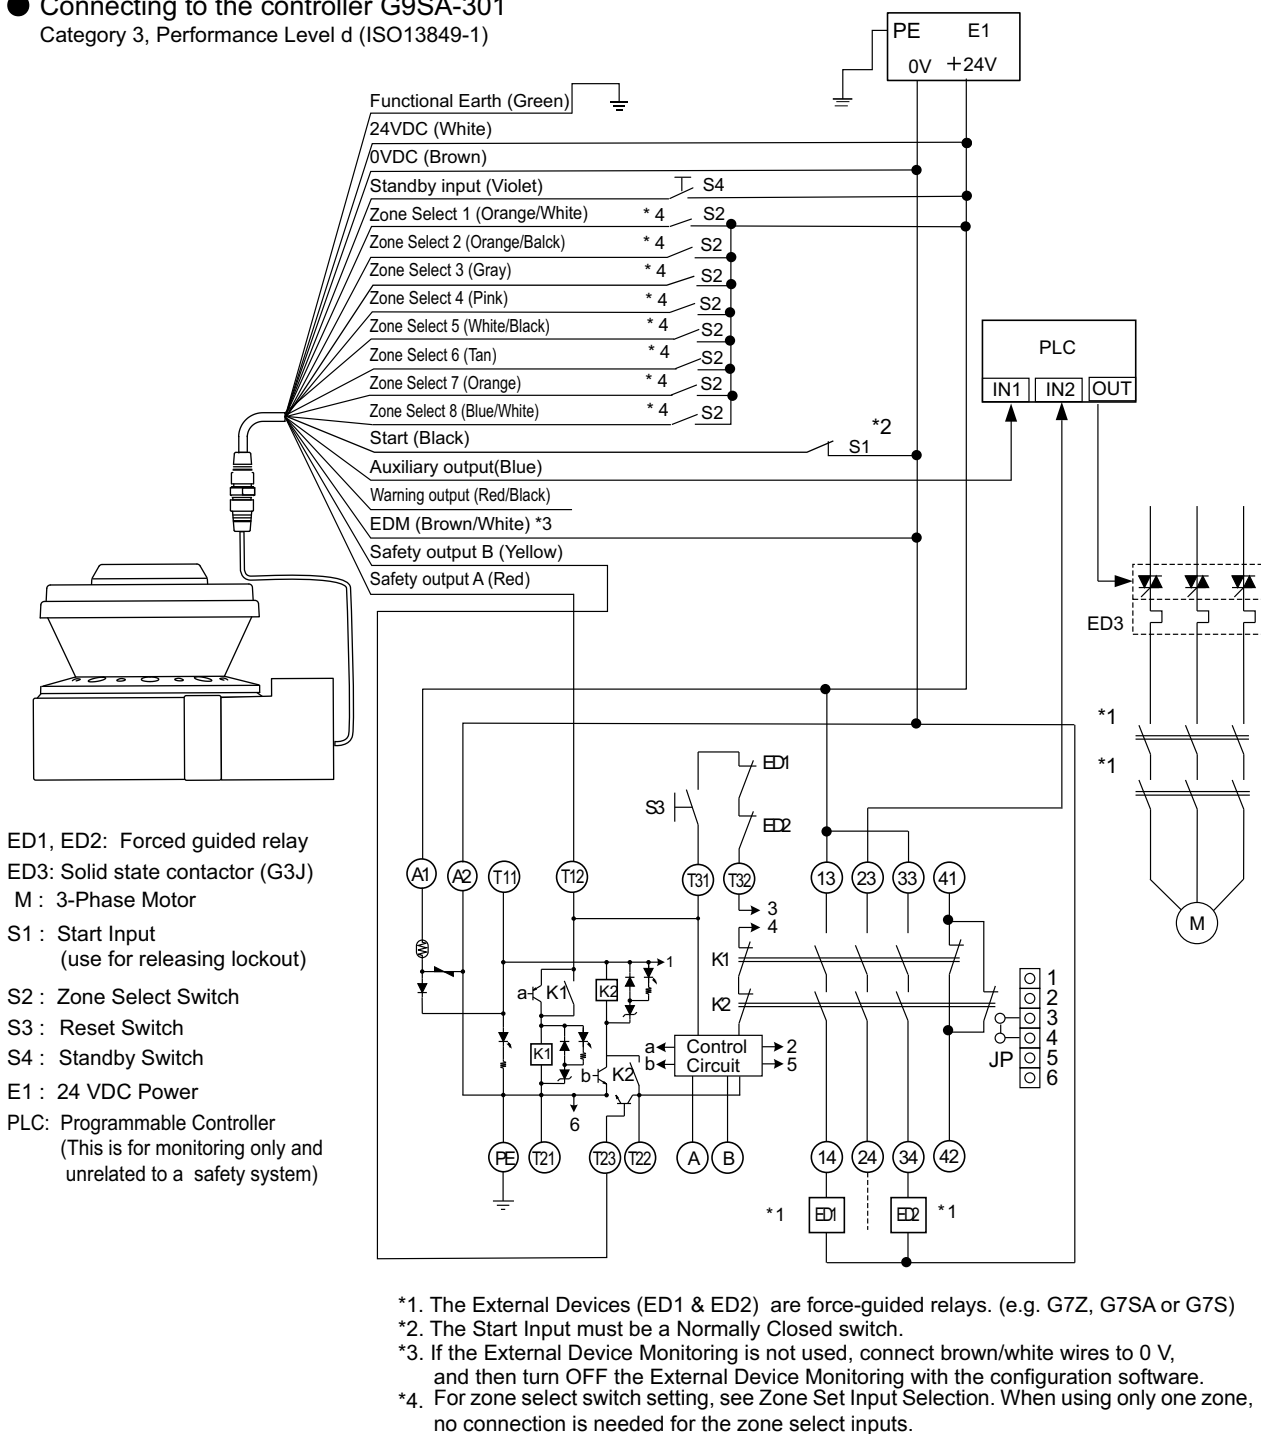 ● Connecting to the controller G9SA-301
Category 3, Performance Level d (ISO13849-1)
PE E1
0V +24V
Functional Earth (Green)
24VDC (White)
0VDC (Brown)
Standby input (Violet) S4
Zone Select 1 (Orange/White) * 4 S2
Zone Select 2 (Orange/Balck) * 4 S2
Zone Select 3 (Gray) * 4 S2
Zone Select 4 (Pink) * 4 S2
Zone Select 5 (White/Black) * 4 S2
Zone Select 6 (Tan) * 4 S2
Zone Select 7 (Orange) * 4 S2
Zone Select 8 (Blue/White) * 4 S2
Start (Black) S1 *2
Auxiliary output(Blue)
Warning output (Red/Black)
EDM (Brown/White) *3
Safety output B (Yellow)
Safety output A (Red)
PLC
IN1 IN2 OUT
ED3
*1
*1
M
ED1
S3
ED2
A1 A2 T11 T12 T31 T32 13 23 33 41
3
4
K1
1
a K1 K2
K2
K1
b K2
a Control 2
b Circuit 5
6
1
2
3
4
JP 5
6
PE T21 T23 T22 A B 14 24 34 42
*1 ED1 ED2 *1
ED1, ED2: Forced guided relay
ED3: Solid state contactor (G3J)
M : 3-Phase Motor
S1 : Start Input
(use for releasing lockout)
S2 : Zone Select Switch
S3 : Reset Switch
S4 : Standby Switch
E1 : 24 VDC Power
PLC: Programmable Controller
(This is for monitoring only and
unrelated to a safety system)
*1. The External Devices (ED1 & ED2) are force-guided relays. (e.g. G7Z, G7SA or G7S)
*2. The Start Input must be a Normally Closed switch.
*3. If the External Device Monitoring is not used, connect brown/white wires to 0 V,
and then turn OFF the External Device Monitoring with the configuration software.
*4. For zone select switch setting, see Zone Set Input Selection. When using only one zone,
no connection is needed for the zone select inputs.